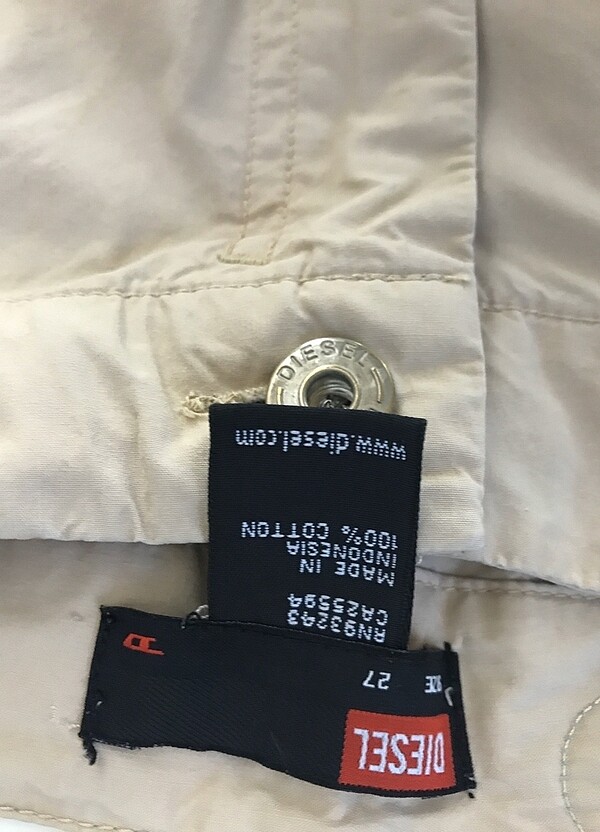 DIESEL
DIESEL
SIZE 27
RN93243
CA25594
MADE IN
INDONESIA
100% COTTON
www.diesel.com